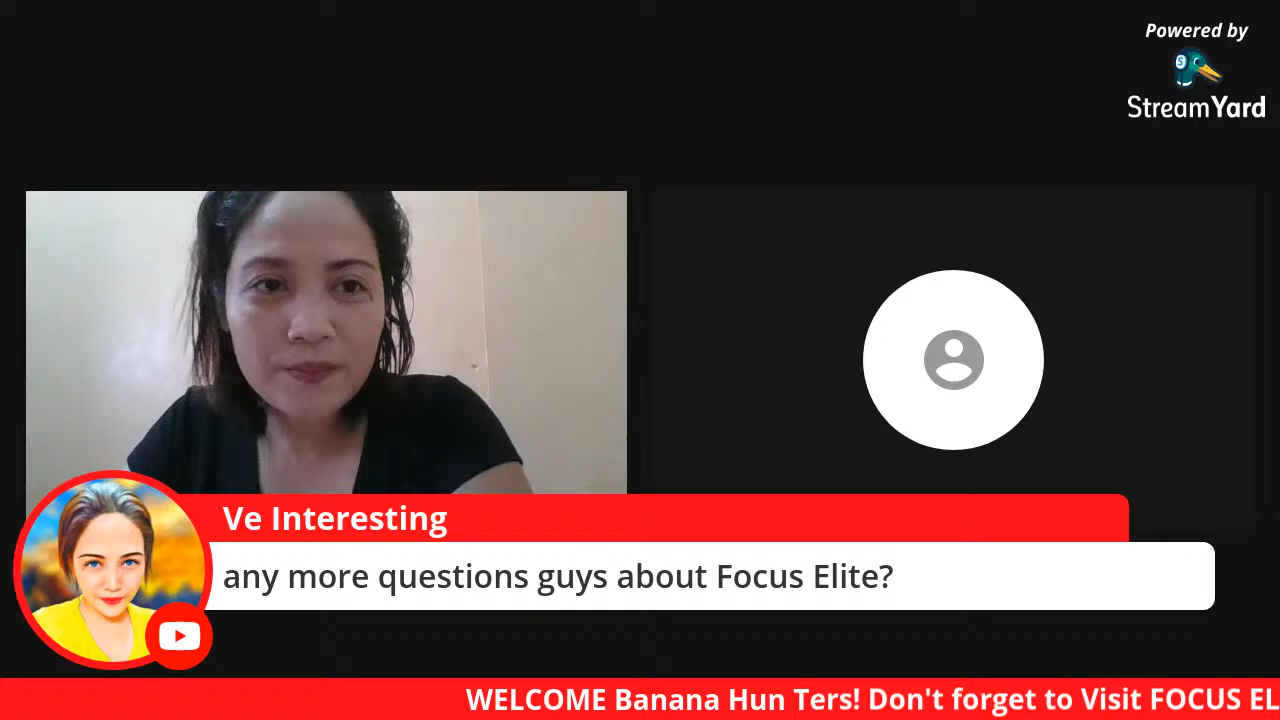 Powered by
StreamYard
Ve Interesting
any more questions guys about Focus Elite?
WELCOME Banana Hun Ters! Don't forget to Visit FOCUS EL